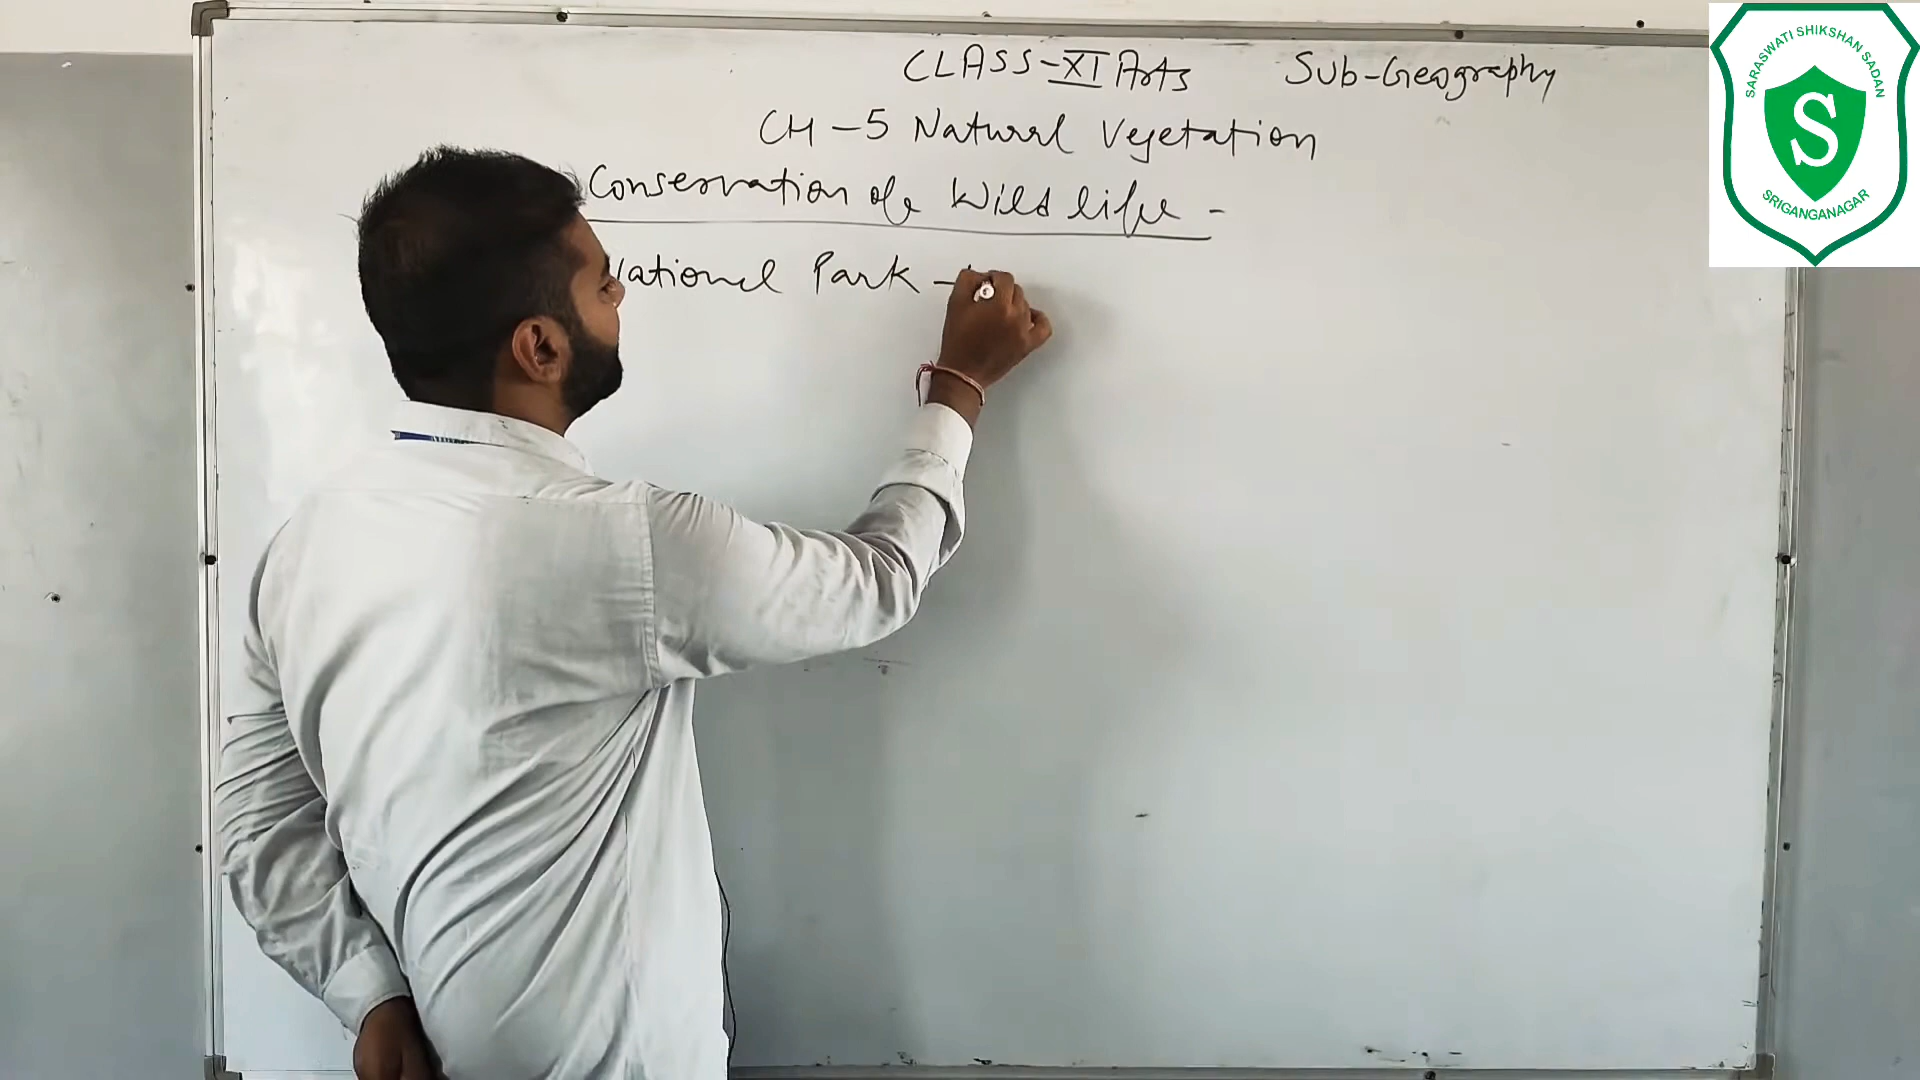 CLASS-XI Arts Sub-Geography
CH-5 Natural Vegetation
Conservation of Wild life -
National Park -
SARASWATI SHIKSHAN SADAN
S
SRIGANGANAGAR